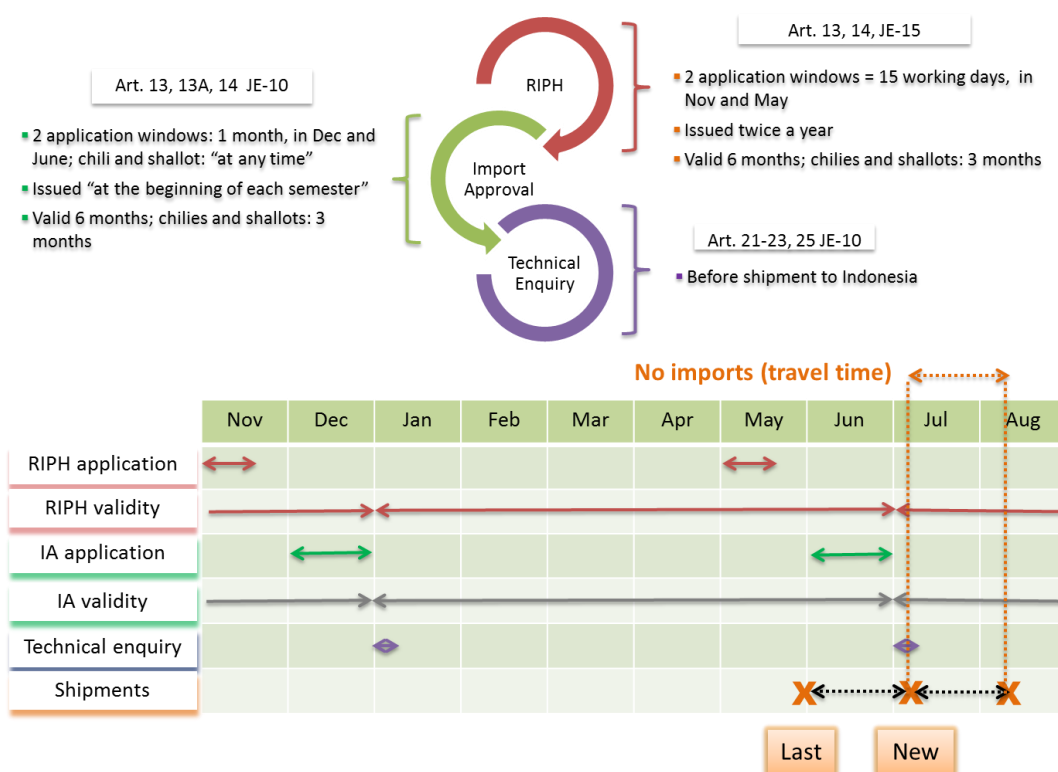 Art. 13, 13A, 14 JE-10
2 application windows: 1 month, in Dec and
June; chili and shallot: “at any time”
Issued “at the beginning of each semester”
Valid 6 months; chilies and shallots: 3
months
RIPH
Import
Approval
Technical
Enquiry
Art. 13, 14, JE-15
2 application windows = 15 working days, in
Nov and May
Issued twice a year
Valid 6 months; chilies and shallots: 3 months
Art. 21-23, 25 JE-10
Before shipment to Indonesia
No imports (travel time)
Nov Dec Jan Feb Mar Apr May Jun Jul Aug
RIPH application
RIPH validity
IA application
IA validity
Technical enquiry
Shipments
X X X
Last New